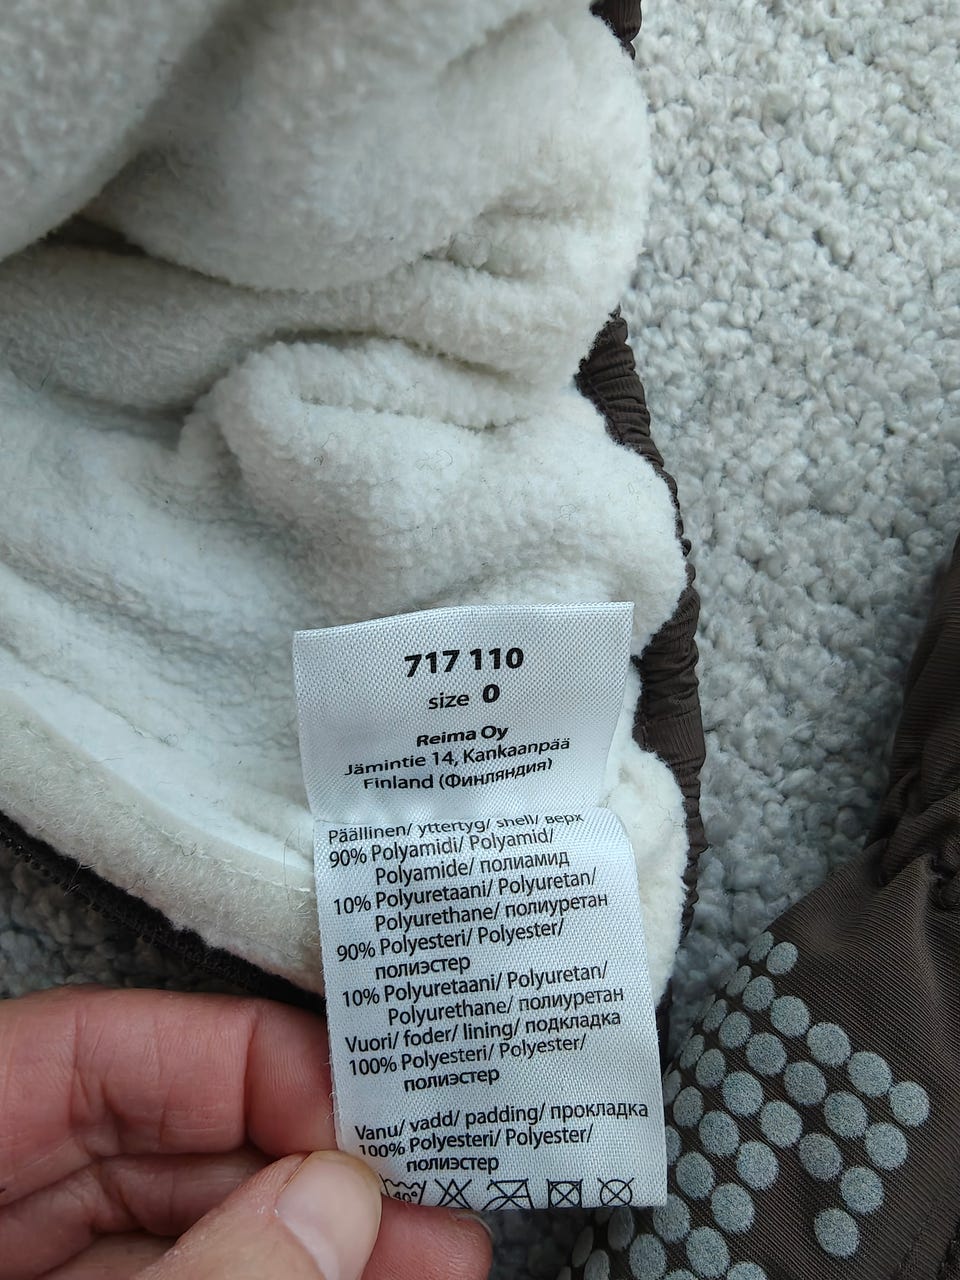 717 110
size 0
Reima Oy
Jämintie 14, Kankaanpää
Finland (Финляндия)
Päällinen/ yttertyg/ shell/ верх
90% Polyamidi/ Polyamid/
Polyamide/ полиамид
10% Polyuretaani/ Polyuretan/
Polyurethane/ полиуретан
90% Polyesteri/ Polyester/
полиэстер
10% Polyuretaani/ Polyuretan/
Polyurethane/ полиуретан
Vuori/ foder/ lining/ подкладка
100% Polyesteri/ Polyester/
полиэстер
Vanu/ vadd/ padding/ прокладка
100% Polyesteri/ Polyester/
полиэстер
40°